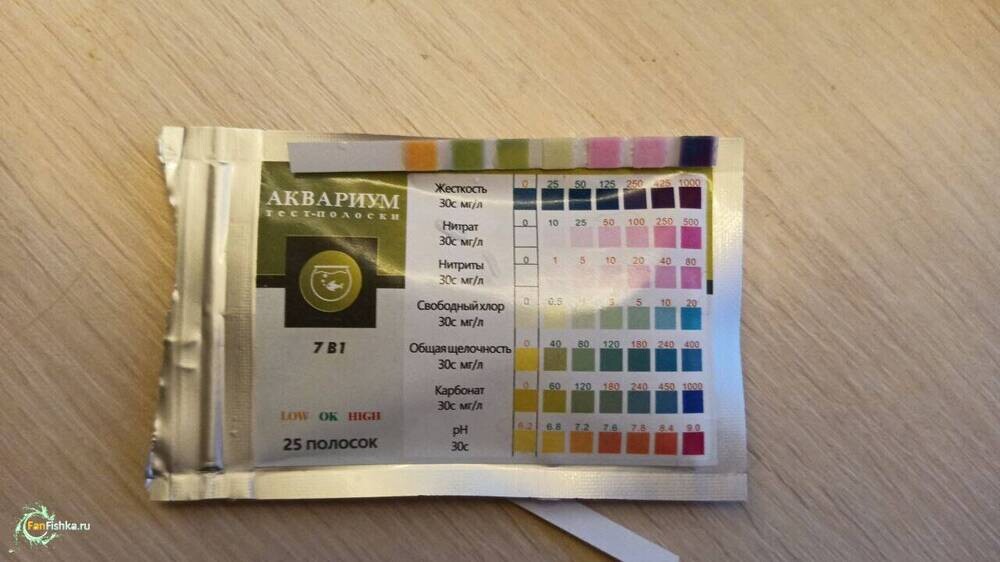 АКВАРИУМ
ТЕСТ-ПОЛОСКИ
7 В 1
LOW OK HIGH
25 ПОЛОСОК
Жесткость 0 25 50 125 250 425 1000
30с мг/л
Нитрат 0 10 25 50 100 250 500
30с мг/л
Нитриты 0 1 5 10 20 40 80
30с мг/л
Свободный хлор 0 0.5 3 5 10 20
30с мг/л
Общая щелочность 0 40 80 120 180 240 400
30с мг/л
Карбонат 0 60 120 180 240 450 1000
30с мг/л
pH 6.2 6.8 7.2 7.6 7.8 8.4 9.0
30с
FanFishka.ru